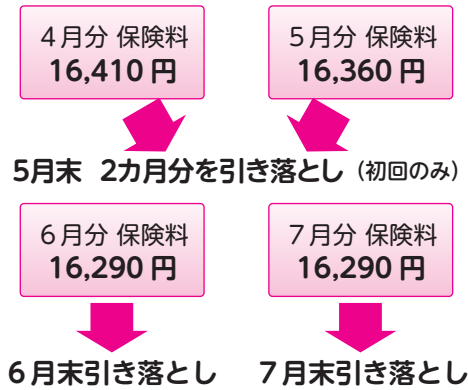 4月分 保険料
16,410 円
5月分 保険料
16,360 円
5月末 2カ月分を引き落とし（初回のみ）
6月分 保険料
16,290 円
7月分 保険料
16,290 円
6月末引き落とし
7月末引き落とし